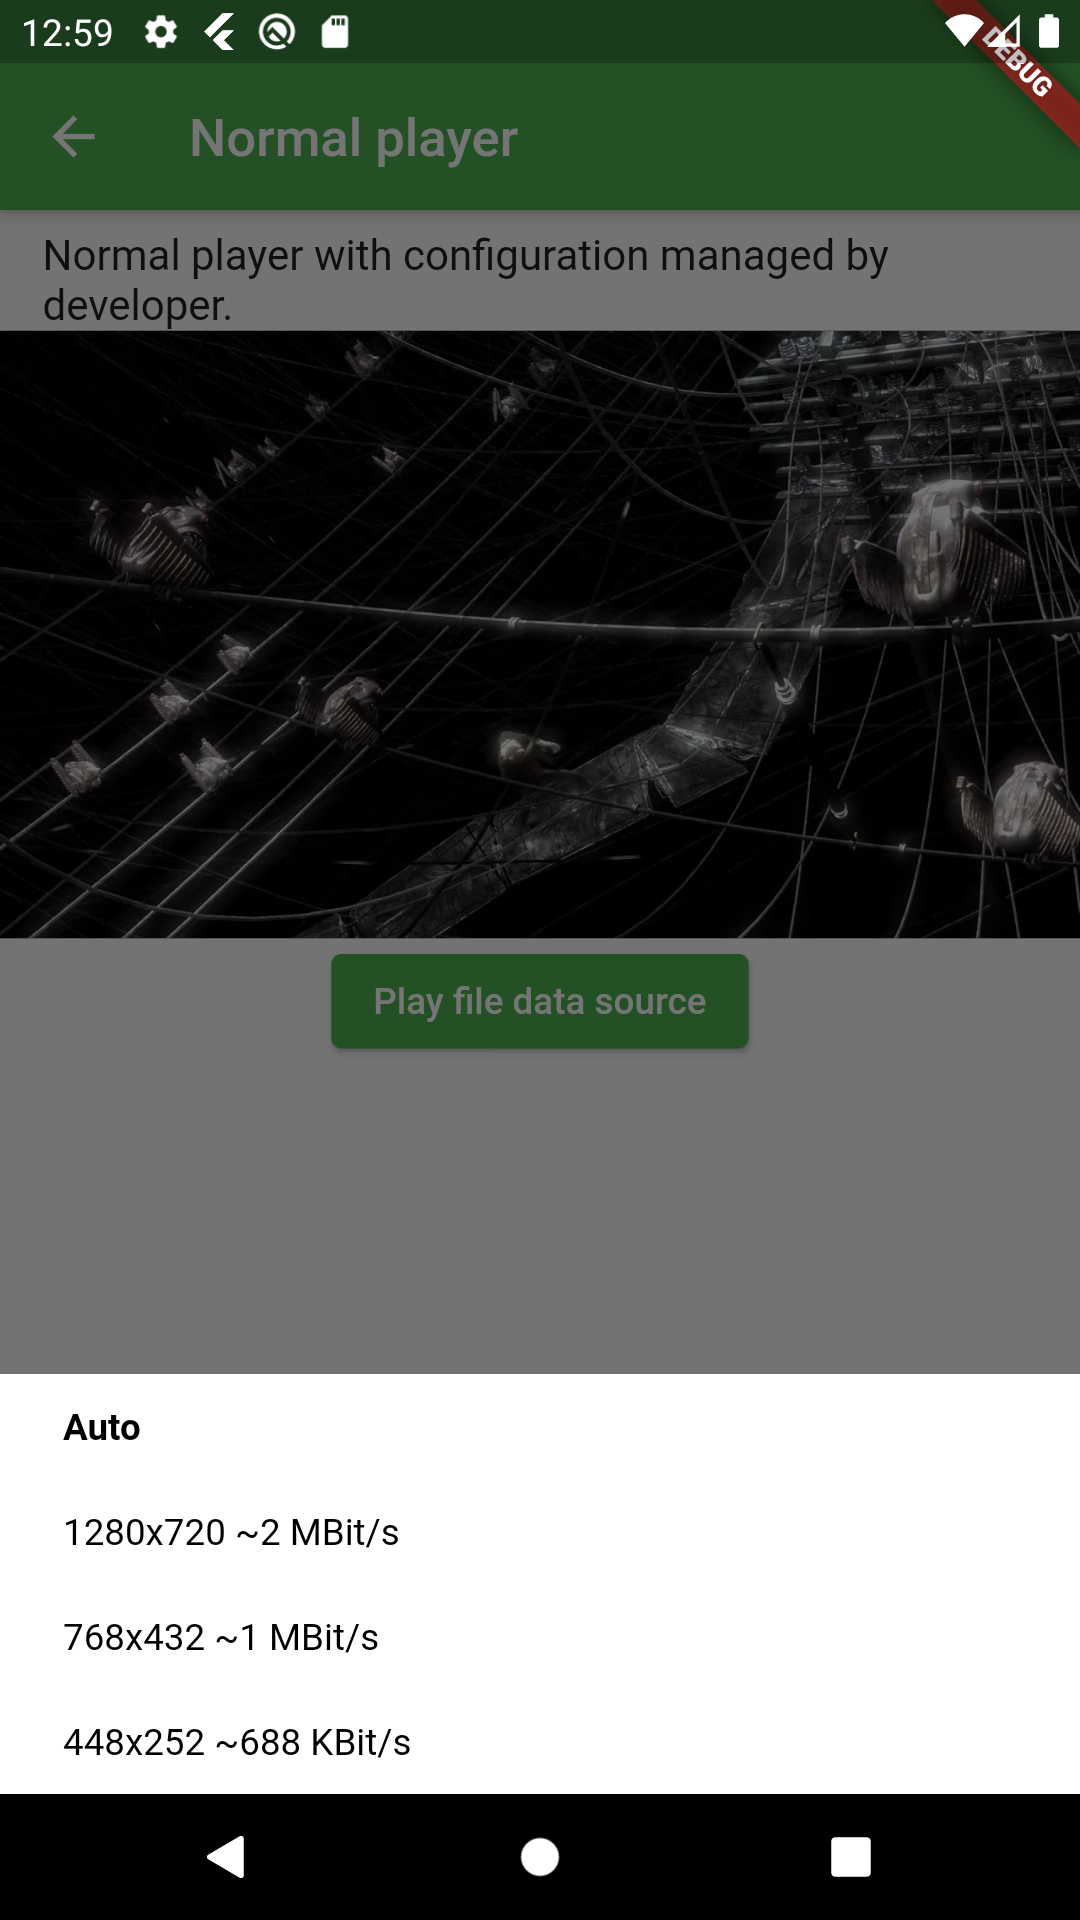 12:59
DEBUG
Normal player
Normal player with configuration managed by
developer.
Play file data source
Auto
1280x720 ~2 MBit/s
768x432 ~1 MBit/s
448x252 ~688 KBit/s